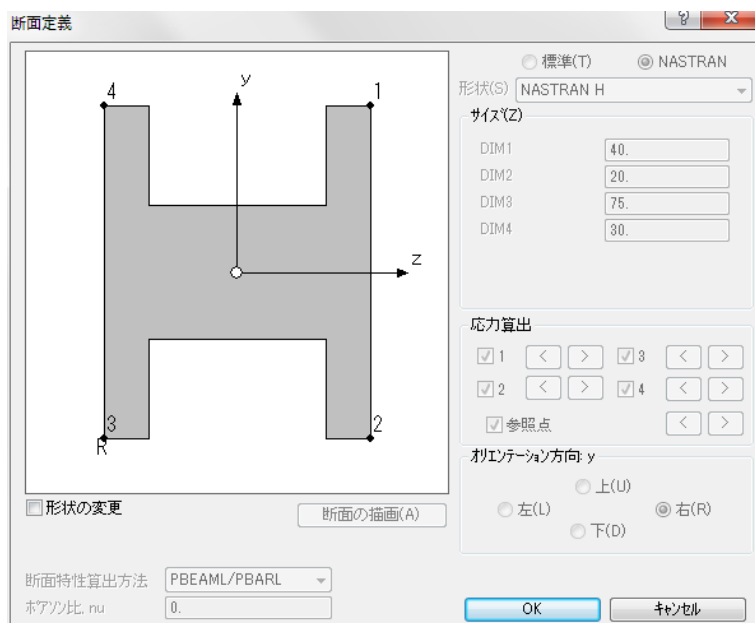 断面定義
標準(T) NASTRAN
形状(S) NASTRAN H
サイズ(Z)
DIM1 40.
DIM2 20.
DIM3 75.
DIM4 30.
4 y 1
z
3 2
R
応力算出
1 < > 3 < >
2 < > 4 < >
参照点 < >
オリエンテーション方向: y
上(U)
左(L) 右(R)
下(D)
形状の変更 断面の描画(A)
断面特性算出方法 PBEAML/PBARL
ポアソン比, nu 0.
OK キャンセル